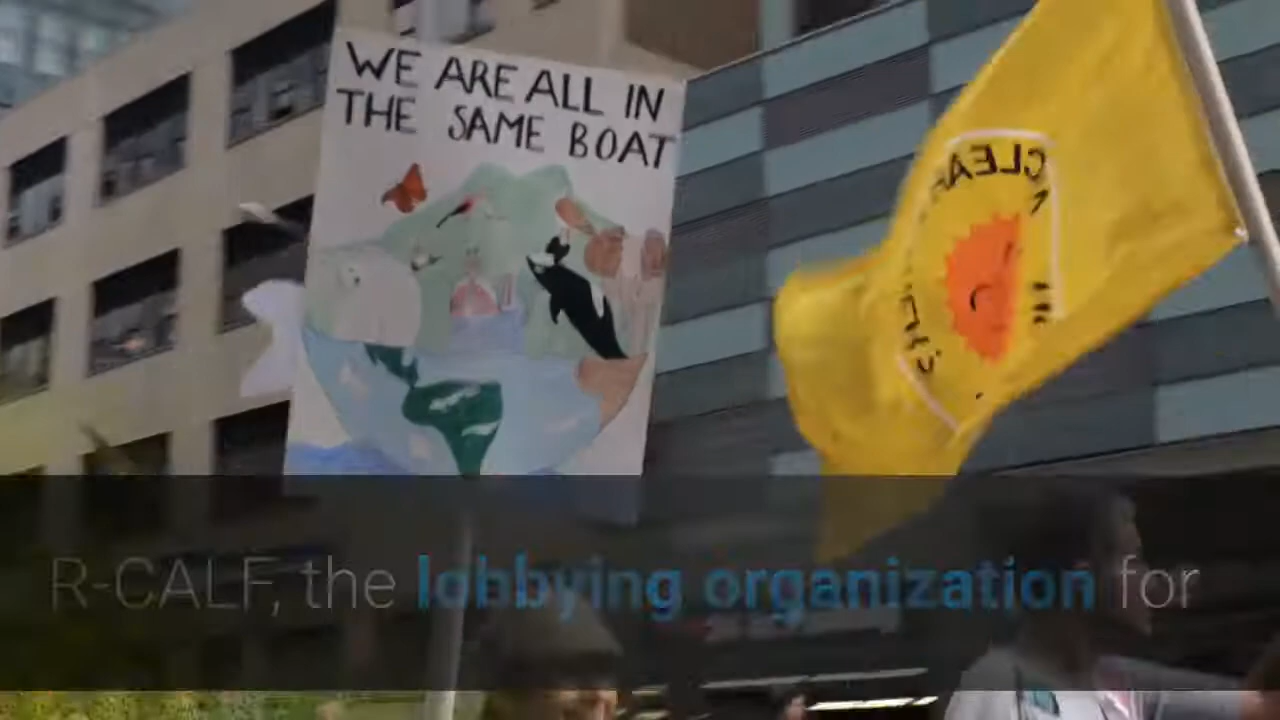 WE ARE ALL IN
THE SAME BOAT
R-CALF, the lobbying organization for